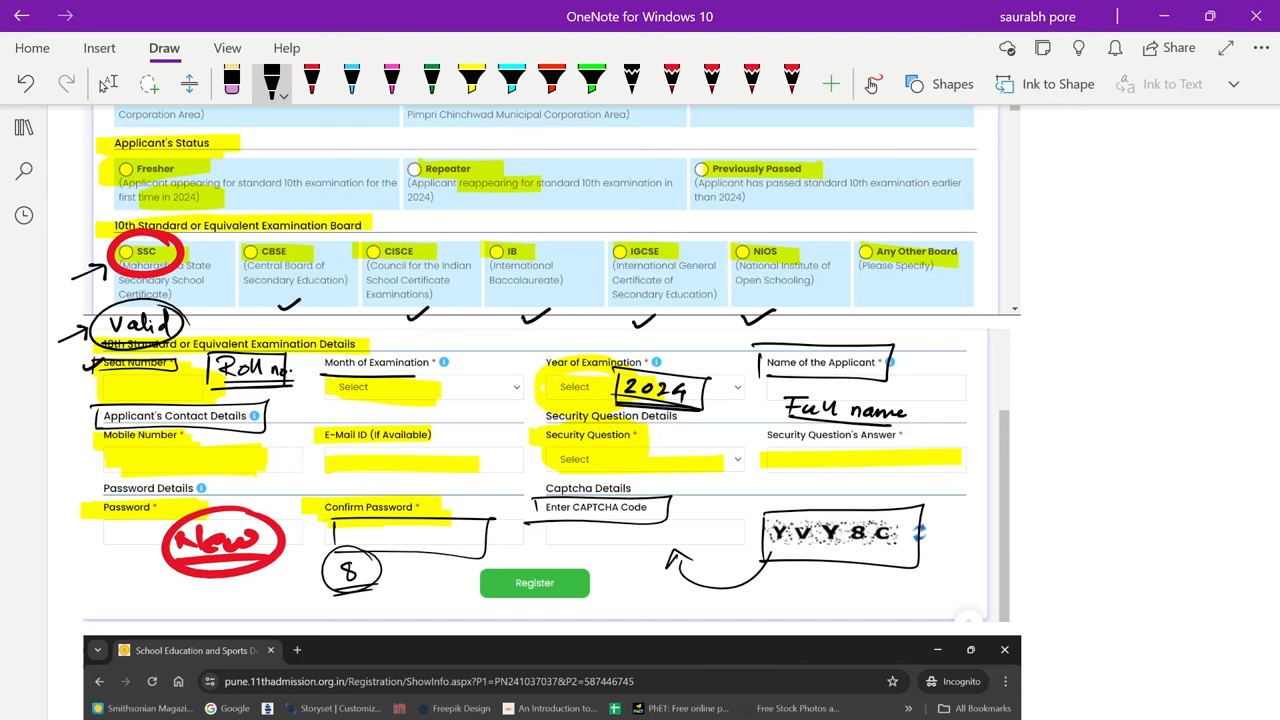 OneNote for Windows 10
saurabh pore
Home Insert Draw View Help
Share
Shapes Ink to Shape Ink to Text
Corporation Area) Pimpri Chinchwad Municipal Corporation Area)
Applicant's Status
Fresher Repeater Previously Passed
(Applicant appearing for standard 10th examination for the (Applicant reappearing for standard 10th examination in (Applicant has passed standard 10th examination earlier
first time in 2024) 2024) than 2024)
10th Standard or Equivalent Examination Board
SSC CBSE CISCE IB IGCSE NIOS Any Other Board
(Maharashtra State (Central Board of (Council for the Indian (International (International General (National Institute of (Please Specify)
Secondary School Secondary Education) School Certificate Baccalaureate) Certificate of Open Schooling)
Certificate) Examinations) Secondary Education)
Valid
10th Standard or Equivalent Examination Details
Seat Number * Roll no. Month of Examination * Year of Examination * Name of the Applicant *
Select Select 2024
Full name
Applicant's Contact Details Security Question Details
Mobile Number * E-Mail ID (If Available) Security Question * Security Question's Answer *
Select
Password Details Captcha Details
Password * Confirm Password * Enter CAPTCHA Code
New YVY8C
8
Register
School Education and Sports De
pune.11thadmission.org.in/Registration/ShowInfo.aspx?P1=PN241037037&P2=587446745
Incognito
Smithsonian Magazi... Google Storyset | Customiz... Freepik Design An Introduction to... PhET: Free online p... Free Stock Photos a... » All Bookmarks